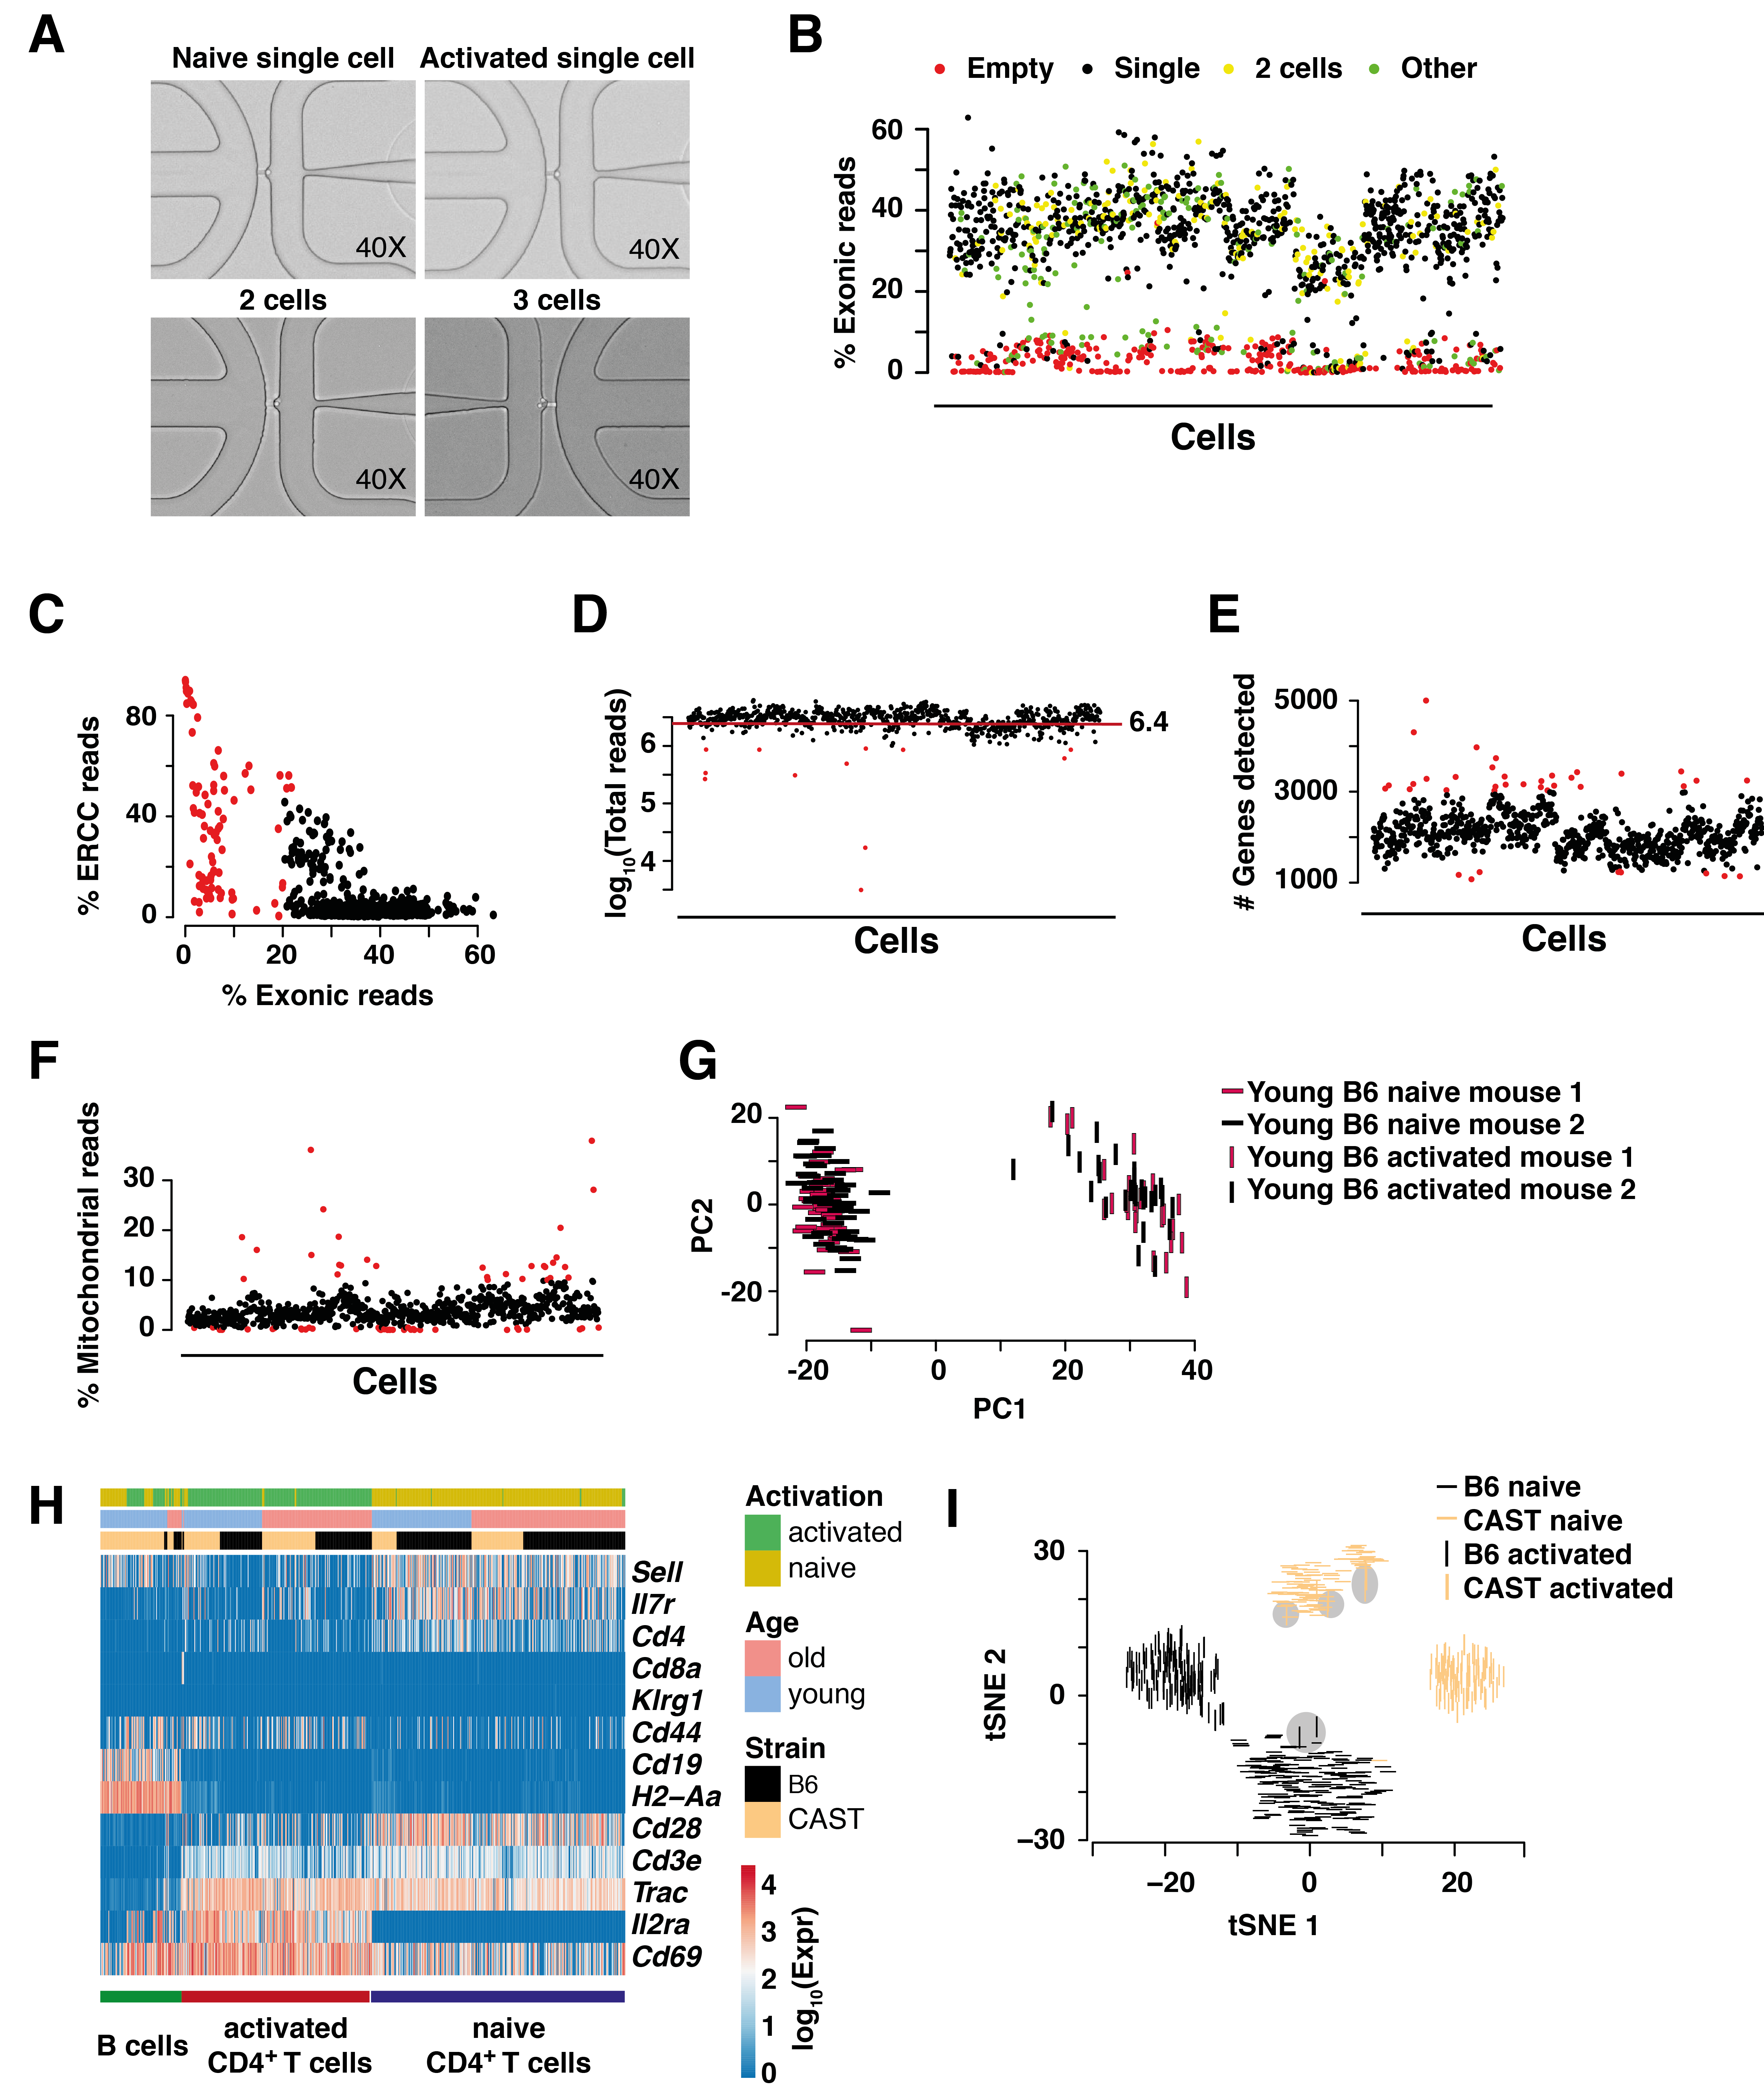 A
Naive single cell
Activated single cell
40X
40X
2 cells
3 cells
40X
40X
B
Empty
Single
2 cells
Other
% Exonic reads
60
40
20
0
Cells
C
% ERCC reads
80
40
0
0
20
40
60
% Exonic reads
D
log10(Total reads)
6
5
4
6.4
Cells
E
# Genes detected
5000
3000
1000
Cells
F
% Mitochondrial reads
30
20
10
0
Cells
G
PC2
20
0
-20
-20
0
20
40
PC1
Young B6 naive mouse 1
Young B6 naive mouse 2
Young B6 activated mouse 1
Young B6 activated mouse 2
H
Sell
Il7r
Cd4
Cd8a
Klrg1
Cd44
Cd19
H2−Aa
Cd28
Cd3e
Trac
Il2ra
Cd69
B cells
activated
CD4+ T cells
naive
CD4+ T cells
Activation
activated
naive
Age
old
young
Strain
B6
CAST
4
3
2
1
0
log10(Expr)
I
B6 naive
CAST naive
B6 activated
CAST activated
tSNE 2
30
0
−30
−20
0
20
tSNE 1